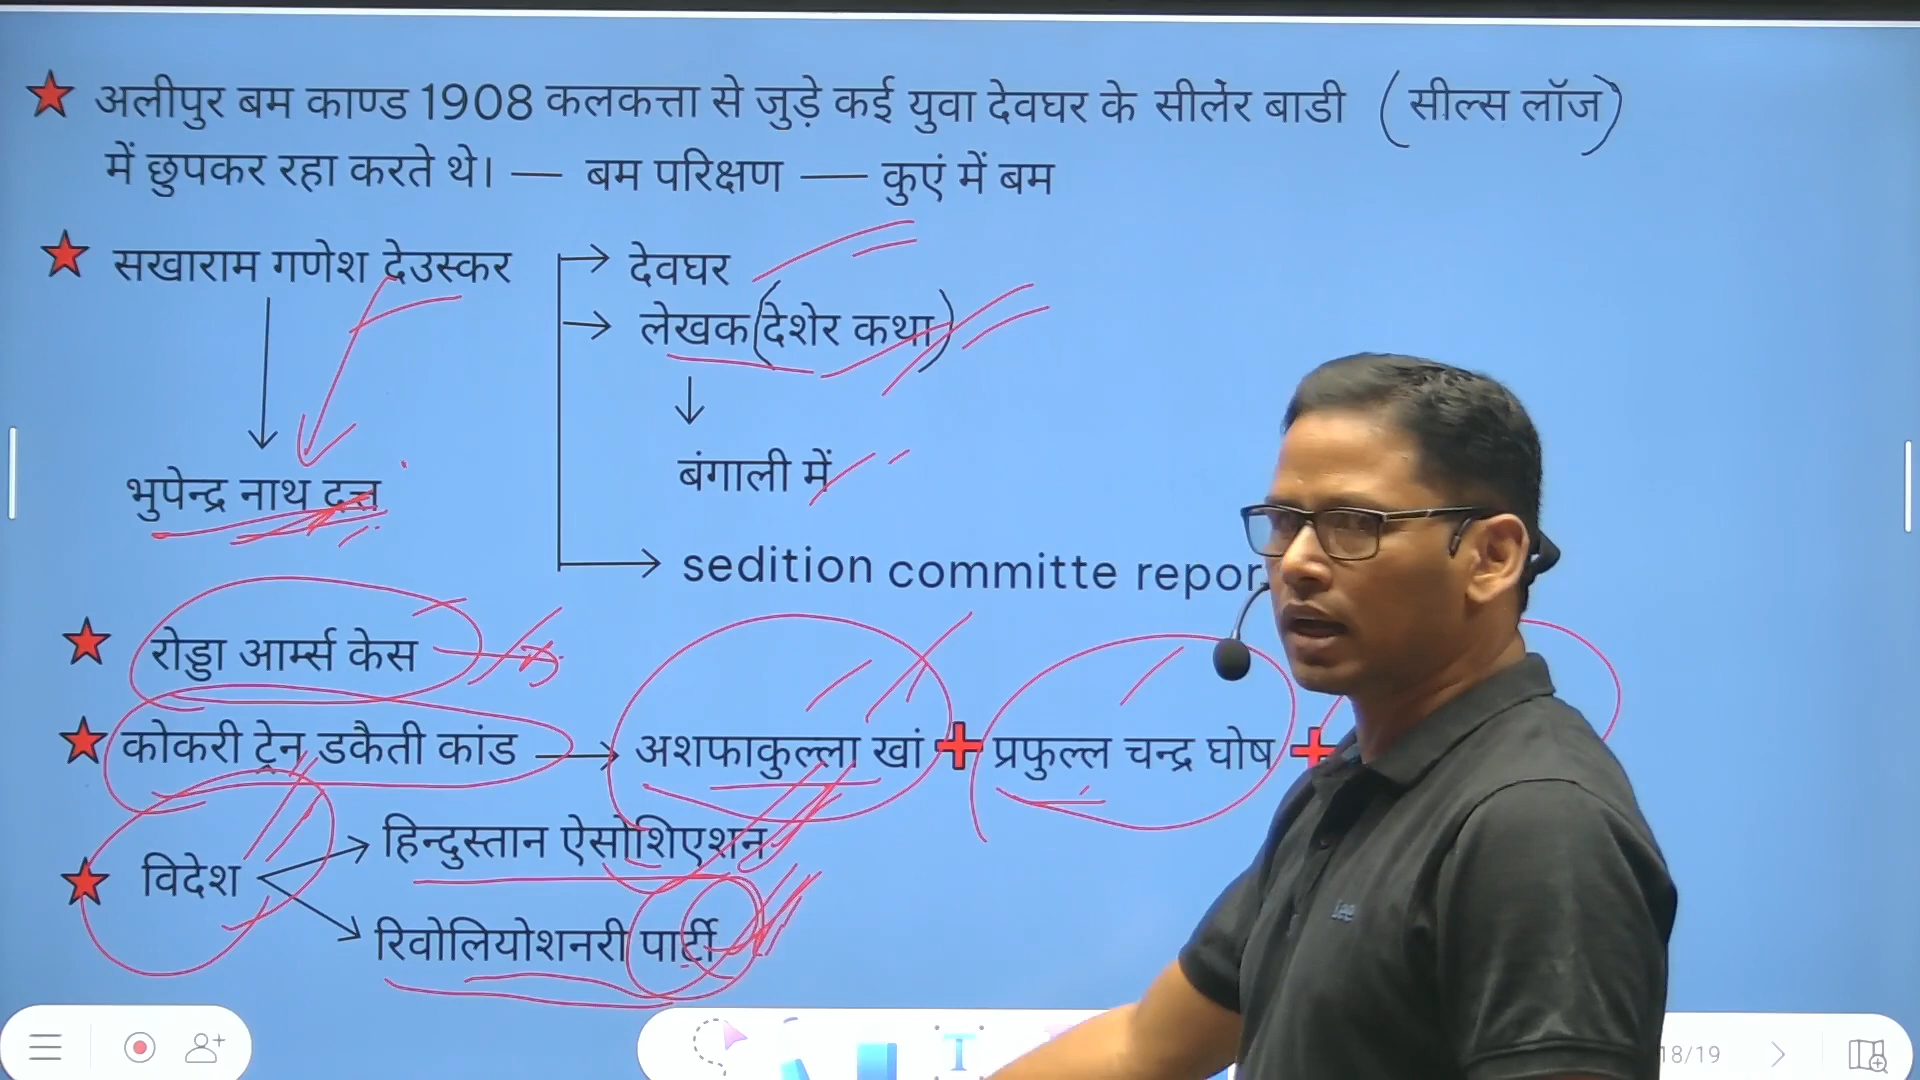 अलीपुर बम काण्ड 1908 कलकत्ता से जुड़े कई युवा देवघर के सीलेर बाडी (सील्स लॉज)
में छुपकर रहा करते थे। — बम परिक्षण — कुएं में बम
सखाराम गणेश देउस्कर → देवघर
→ लेखक (देशेर कथा)
बंगाली में
भुपेन्द्र नाथ दत्त
→ sedition committe repor
रोड्डा आर्म्स केस
कोकरी ट्रेन डकैती कांड → अशफाकुल्ला खां + प्रफुल्ल चन्द्र घोष +
हिन्दुस्तान ऐसोशिएशन
विदेश
रिवोलियोशनरी पार्टी
Lee
18/19